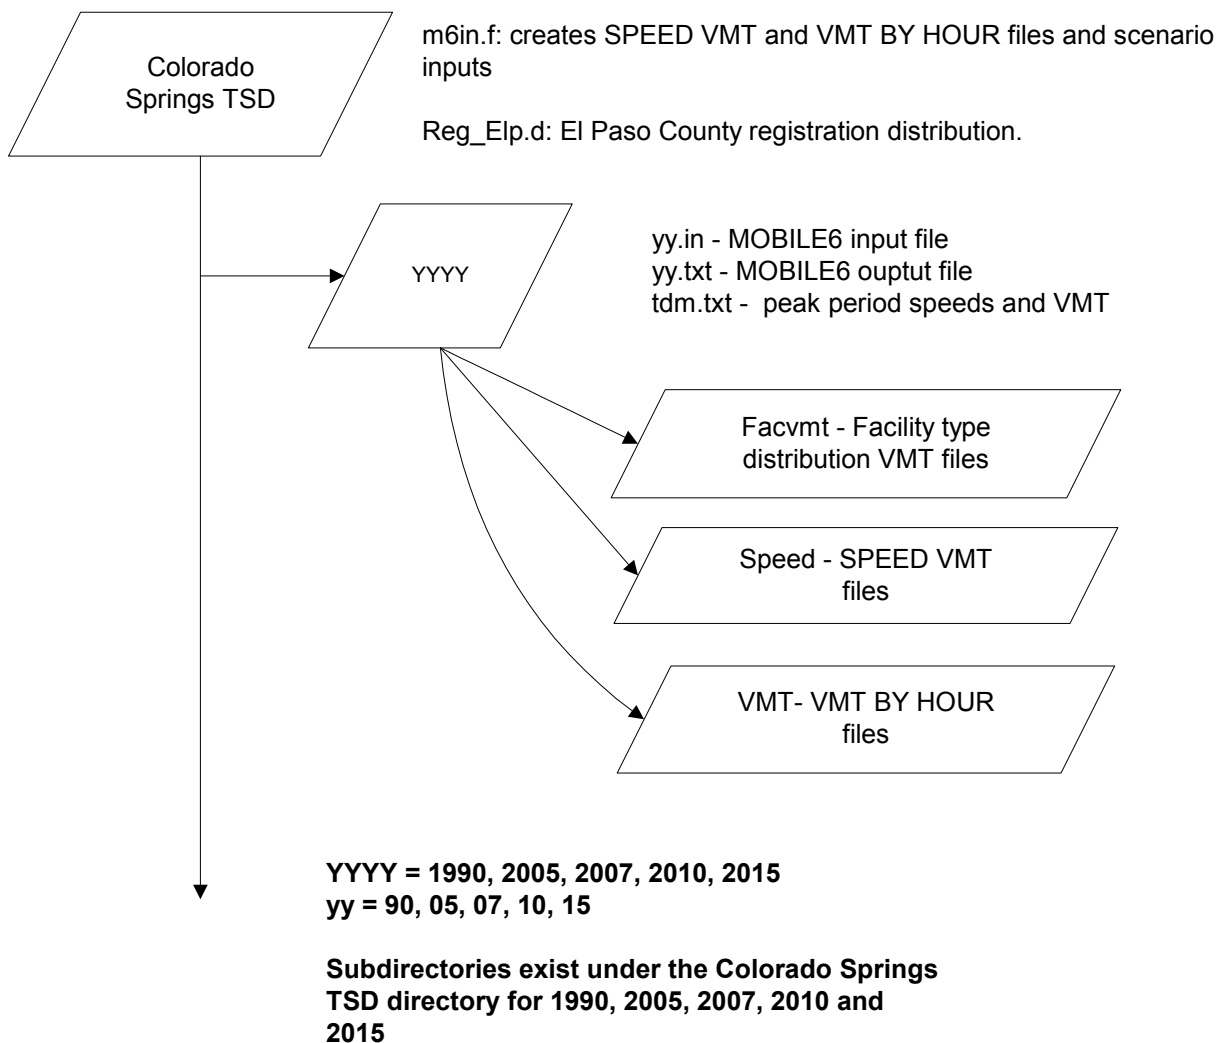 Colorado
Springs TSD
m6in.f: creates SPEED VMT and VMT BY HOUR files and scenario
inputs
Reg_Elp.d: El Paso County registration distribution.
YYYY
yy.in - MOBILE6 input file
yy.txt - MOBILE6 ouptut file
tdm.txt - peak period speeds and VMT
Facvmt - Facility type
distribution VMT files
Speed - SPEED VMT
files
VMT- VMT BY HOUR
files
YYYY = 1990, 2005, 2007, 2010, 2015
yy = 90, 05, 07, 10, 15
Subdirectories exist under the Colorado Springs
TSD directory for 1990, 2005, 2007, 2010 and
2015